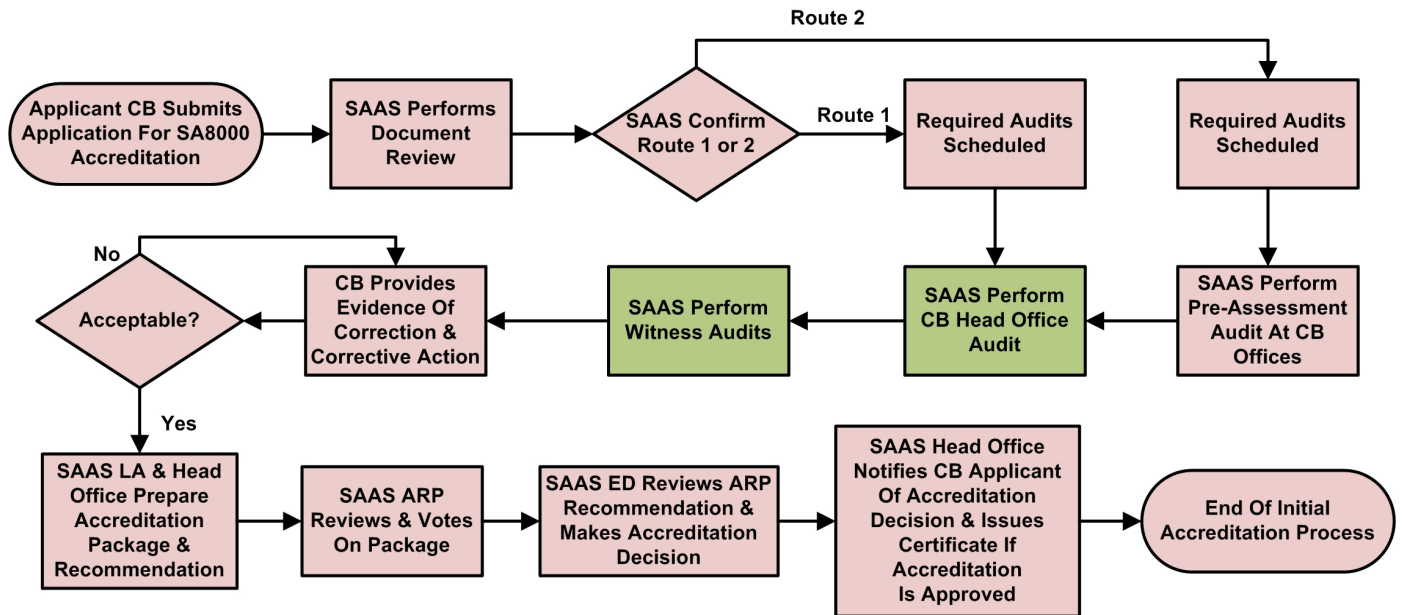 Route 2
Applicant CB Submits
Application For SA8000
Accreditation
SAAS Performs
Document
Review
SAAS Confirm
Route 1 or 2
Route 1
Required Audits
Scheduled
Required Audits
Scheduled
SAAS Perform
Pre-Assessment
Audit At CB
Offices
SAAS Perform
CB Head Office
Audit
SAAS Perform
Witness Audits
CB Provides
Evidence Of
Correction &
Corrective Action
Acceptable?
No
Yes
SAAS LA & Head
Office Prepare
Accreditation
Package &
Recommendation
SAAS ARP
Reviews & Votes
On Package
SAAS ED Reviews ARP
Recommendation &
Makes Accreditation
Decision
SAAS Head Office
Notifies CB Applicant
Of Accreditation
Decision & Issues
Certificate If
Accreditation
Is Approved
End Of Initial
Accreditation Process